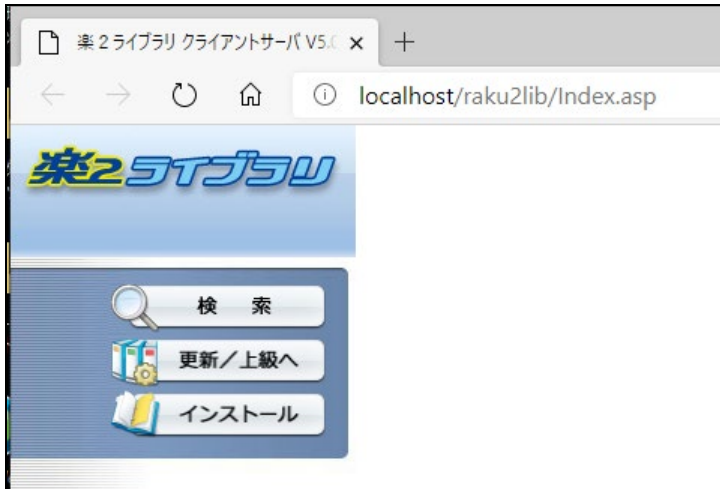 楽2ライブラリ クライアントサーバ V5.0
localhost/raku2lib/Index.asp
楽2ライブラリ
検 索
更新／上級へ
インストール